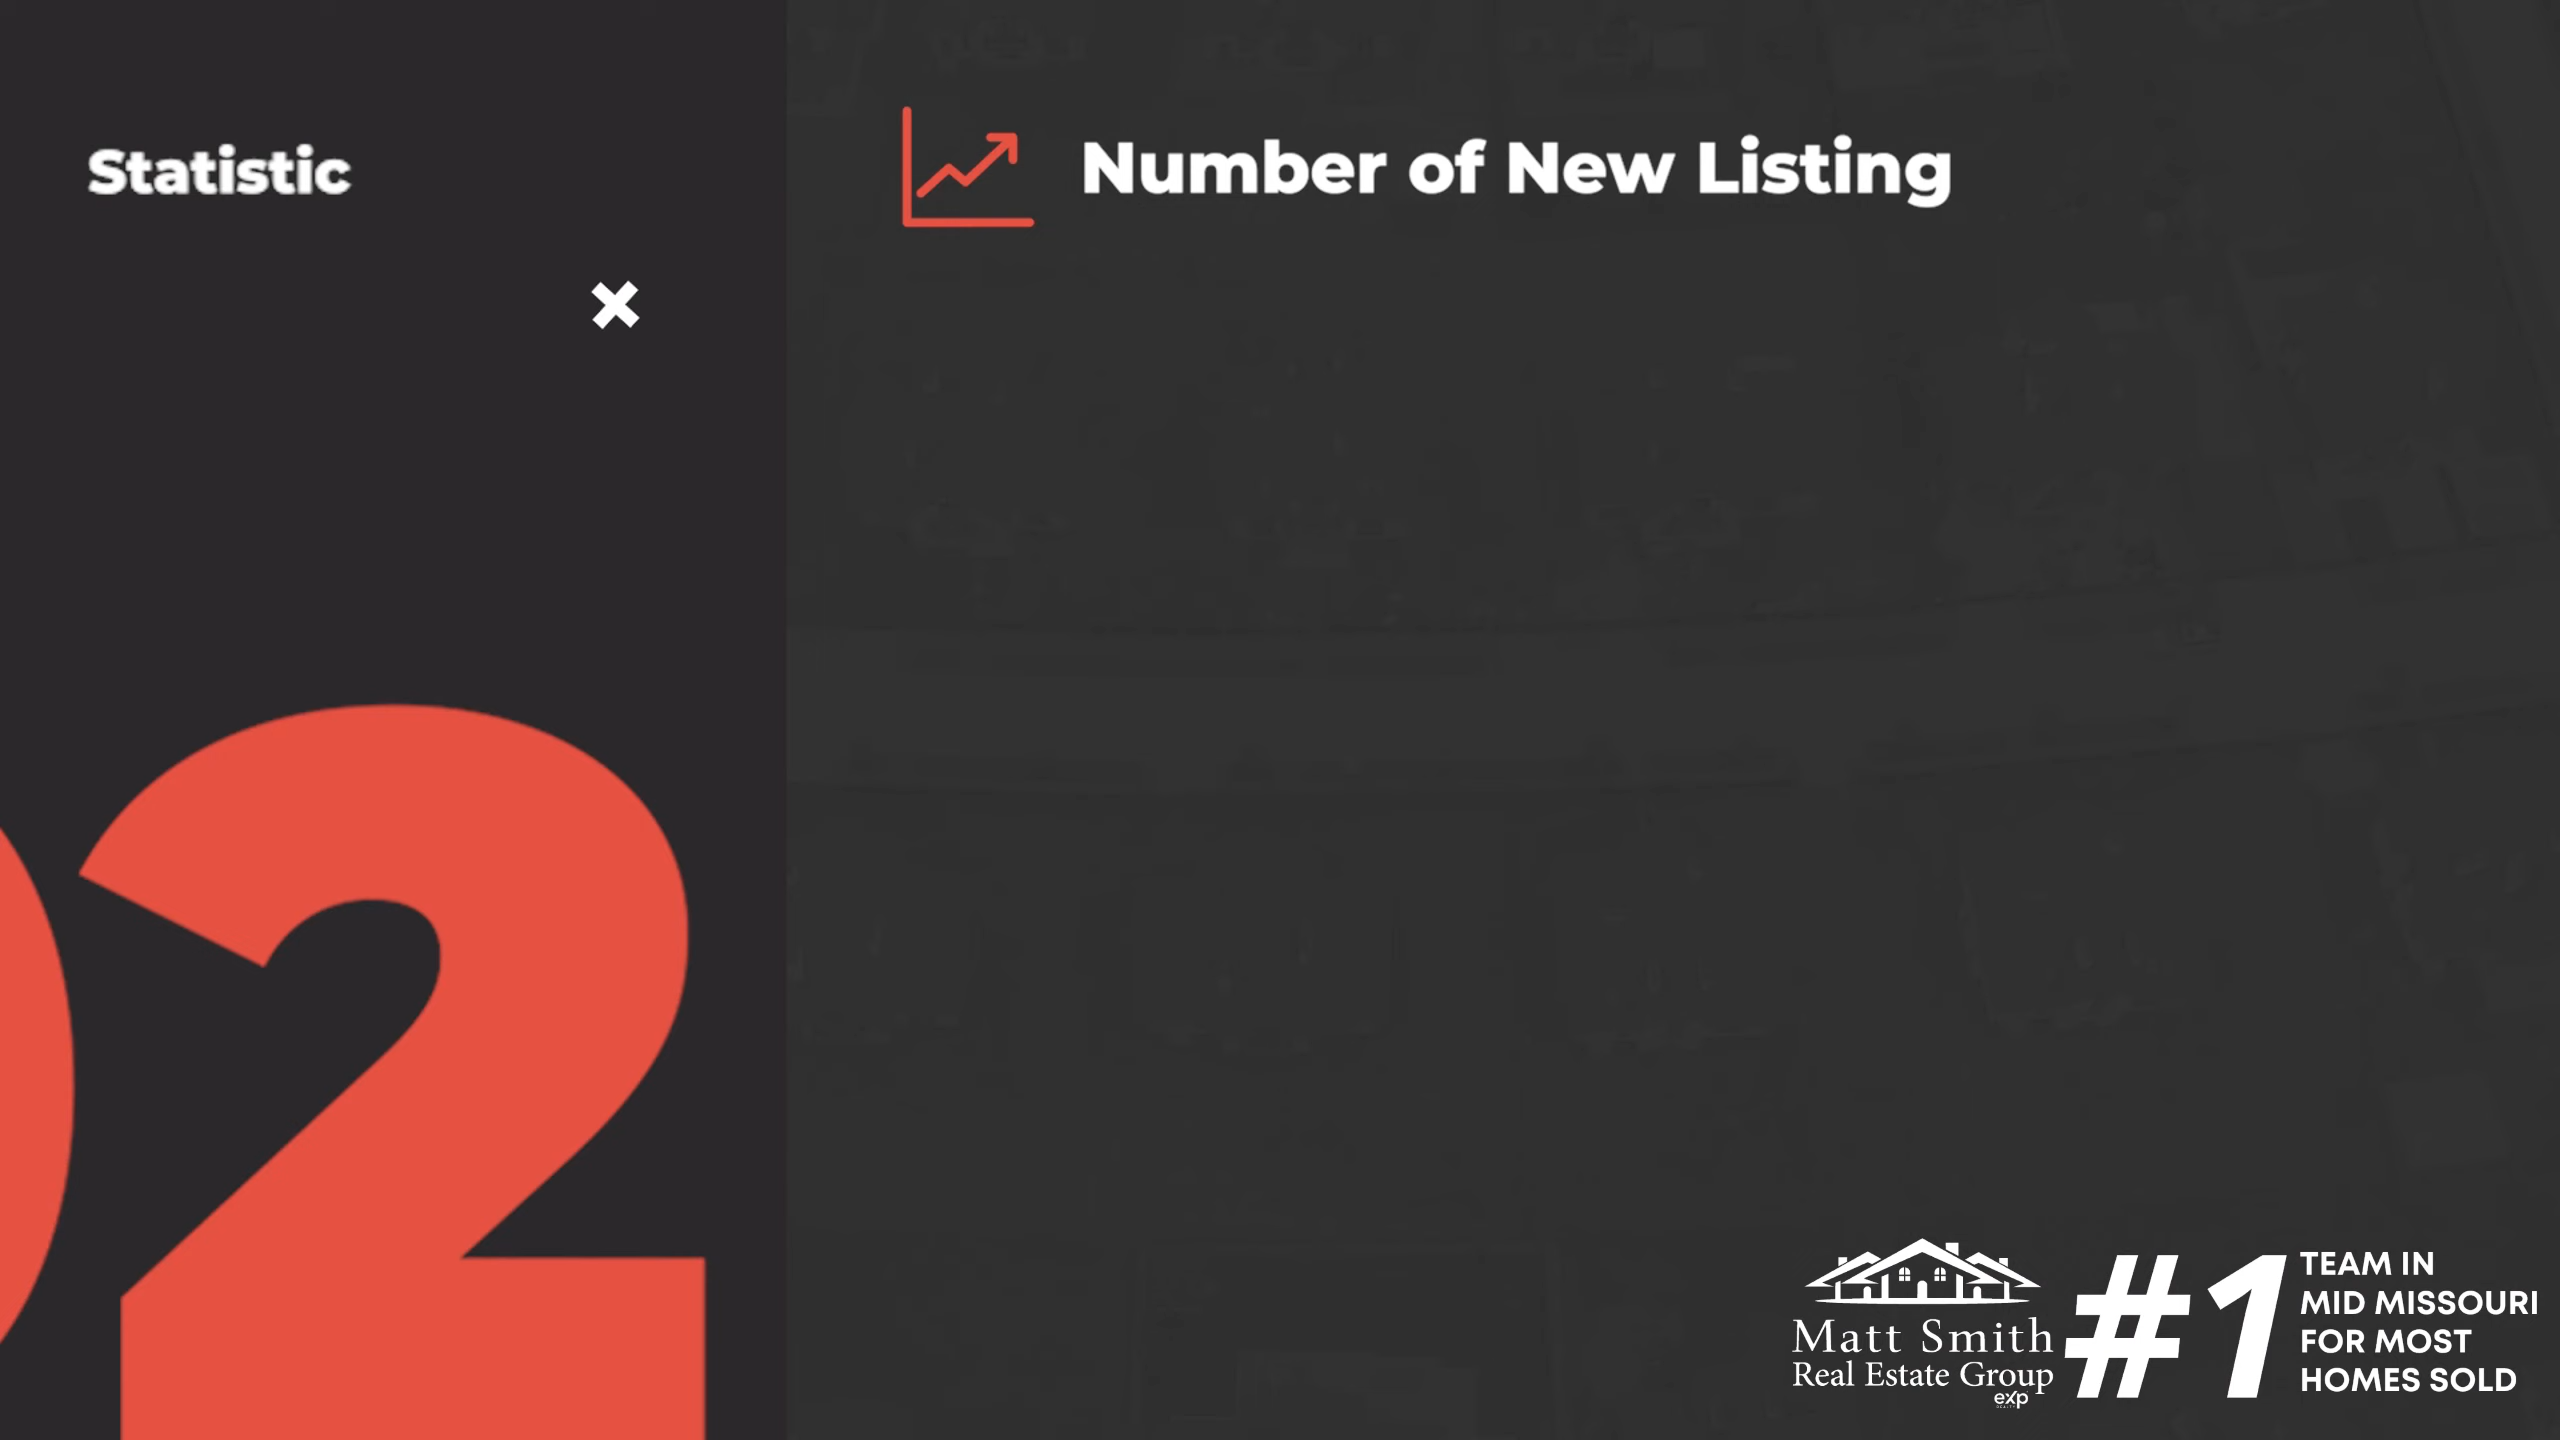 Statistic
02
Number of New Listing
Matt Smith
Real Estate Group
exp
#1
TEAM IN
MID MISSOURI
FOR MOST
HOMES SOLD